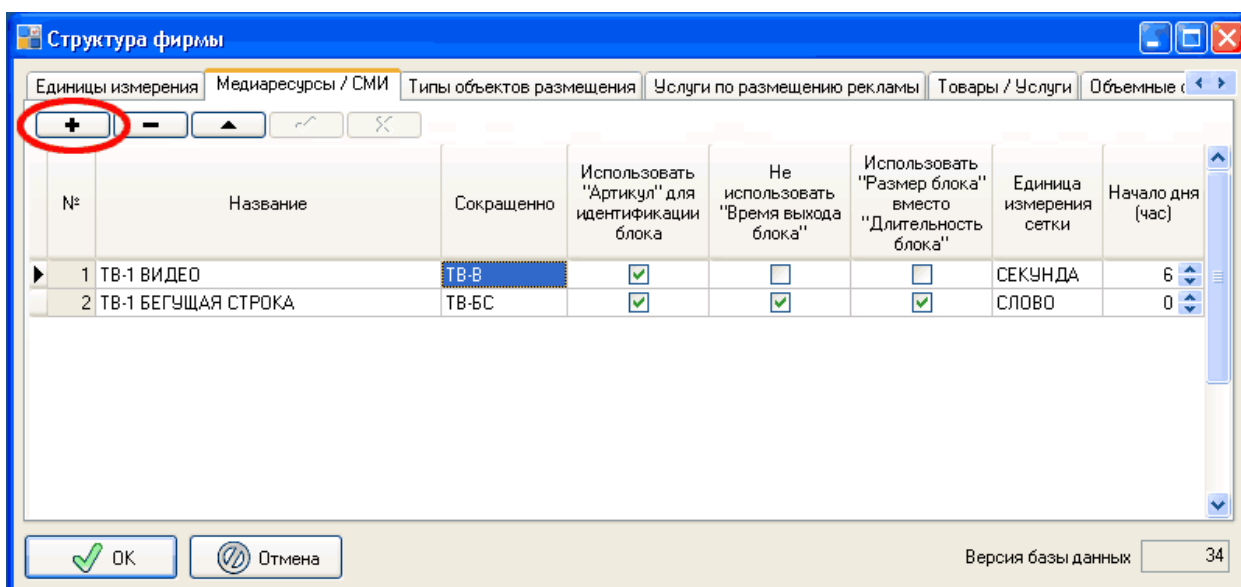 Структура фирмы
Единицы измерения Медиаресурсы / СМИ Типы объектов размещения Услуги по размещению рекламы Товары / Услуги Объемные
№ Название Сокращенно Использовать "Артикул" для идентификации блока Не использовать "Время выхода блока" Использовать "Размер блока" вместо "Длительность блока" Единица измерения сетки Начало дня (час)
1 ТВ-1 ВИДЕО ТВ-В СЕКУНДА 6
2 ТВ-1 БЕГУЩАЯ СТРОКА ТВ-БС СЛОВО 0
ОК Отмена Версия базы данных 34